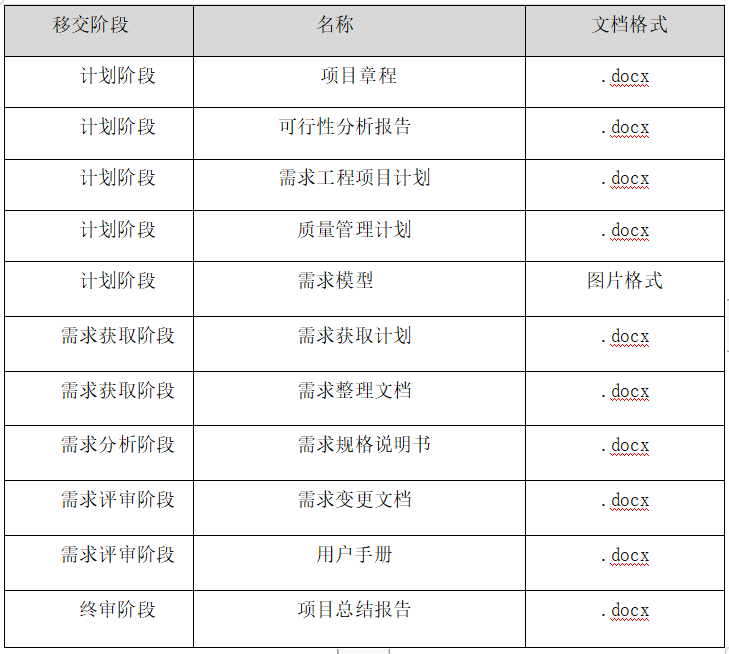 移交阶段 名称 文档格式
计划阶段 项目章程 .docx
计划阶段 可行性分析报告 .docx
计划阶段 需求工程项目计划 .docx
计划阶段 质量管理计划 .docx
计划阶段 需求模型 图片格式
需求获取阶段 需求获取计划 .docx
需求获取阶段 需求整理文档 .docx
需求分析阶段 需求规格说明书 .docx
需求评审阶段 需求变更文档 .docx
需求评审阶段 用户手册 .docx
终审阶段 项目总结报告 .docx